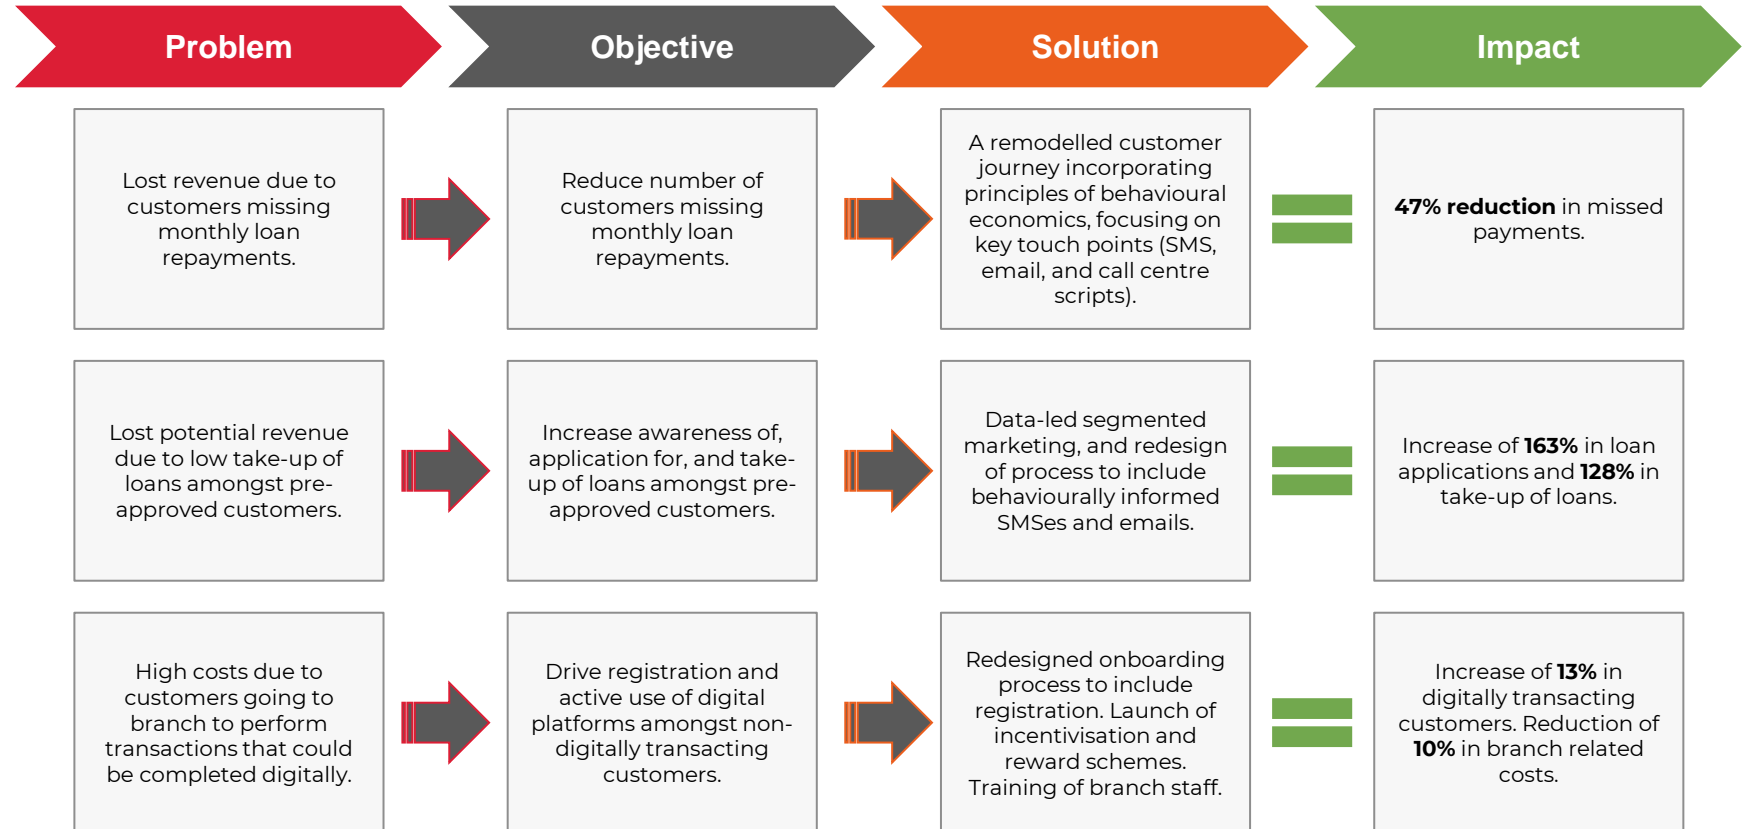 Problem
Objective
Solution
Impact
Lost revenue due to
customers missing
monthly loan
repayments.
Reduce number of
customers missing
monthly loan
repayments.
A remodelled customer
journey incorporating
principles of behavioural
economics, focusing on
key touch points (SMS,
email, and call centre
scripts).
47% reduction in missed
payments.
Lost potential revenue
due to low take-up of
loans amongst pre-
approved customers.
Increase awareness of,
application for, and take-
up of loans amongst pre-
approved customers.
Data-led segmented
marketing, and redesign
of process to include
behaviourally informed
SMSes and emails.
Increase of 163% in loan
applications and 128% in
take-up of loans.
High costs due to
customers going to
branch to perform
transactions that could
be completed digitally.
Drive registration and
active use of digital
platforms amongst non-
digitally transacting
customers.
Redesigned onboarding
process to include
registration. Launch of
incentivisation and
reward schemes.
Training of branch staff.
Increase of 13% in
digitally transacting
customers. Reduction of
10% in branch related
costs.